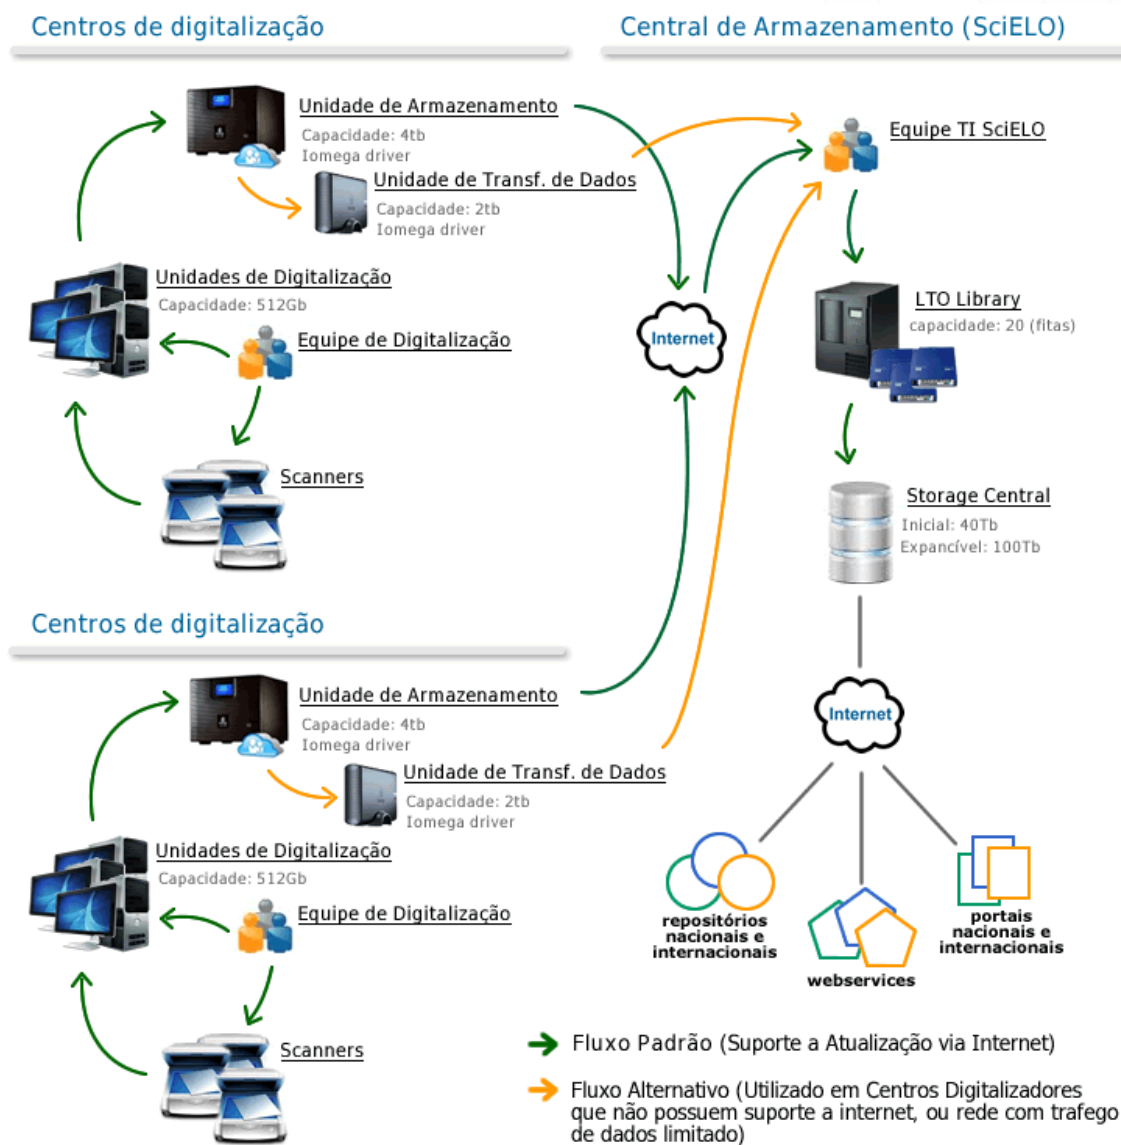 Centros de digitalização
Unidade de Armazenamento
Capacidade: 4tb
Iomega driver
Unidade de Transf. de Dados
Capacidade: 2tb
Iomega driver
Unidades de Digitalização
Capacidade: 512Gb
Equipe de Digitalização
Scanners
Centros de digitalização
Unidade de Armazenamento
Capacidade: 4tb
Iomega driver
Unidade de Transf. de Dados
Capacidade: 2tb
Iomega driver
Unidades de Digitalização
Capacidade: 512Gb
Equipe de Digitalização
Scanners
Internet
Central de Armazenamento (SciELO)
Equipe TI SciELO
LTO Library
capacidade: 20 (fitas)
Storage Central
Inicial: 40Tb
Expancível: 100Tb
Internet
repositórios
nacionais e
internacionais
webservices
portais
nacionais e
internacionais
Fluxo Padrão (Suporte a Atualização via Internet)
Fluxo Alternativo (Utilizado em Centros Digitalizadores
que não possuem suporte a internet, ou rede com trafego
de dados limitado)